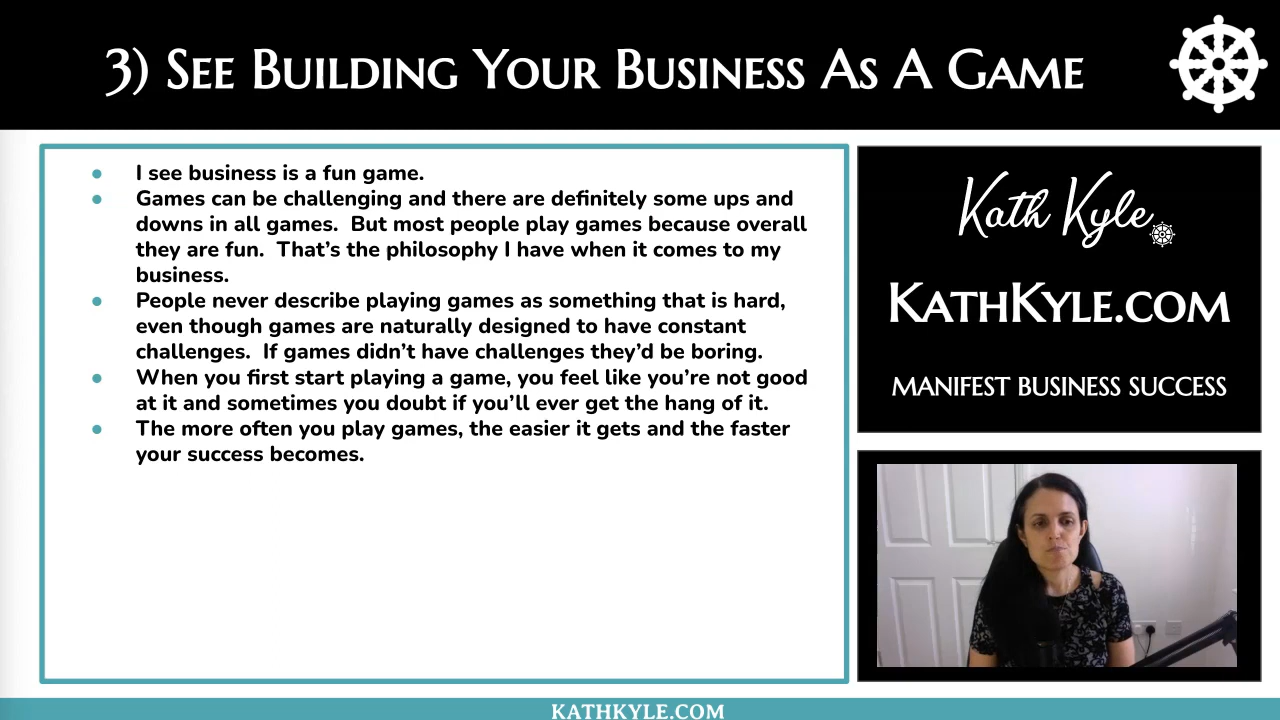 3) See Building Your Business As A Game
I see business is a fun game.
Games can be challenging and there are definitely some ups and
downs in all games.  But most people play games because overall
they are fun.  That's the philosophy I have when it comes to my
business.
People never describe playing games as something that is hard,
even though games are naturally designed to have constant
challenges.  If games didn't have challenges they'd be boring.
When you first start playing a game, you feel like you're not good
at it and sometimes you doubt if you'll ever get the hang of it.
The more often you play games, the easier it gets and the faster
your success becomes.
Kath Kyle
KathKyle.com
MANIFEST BUSINESS SUCCESS
KATHKYLE.COM